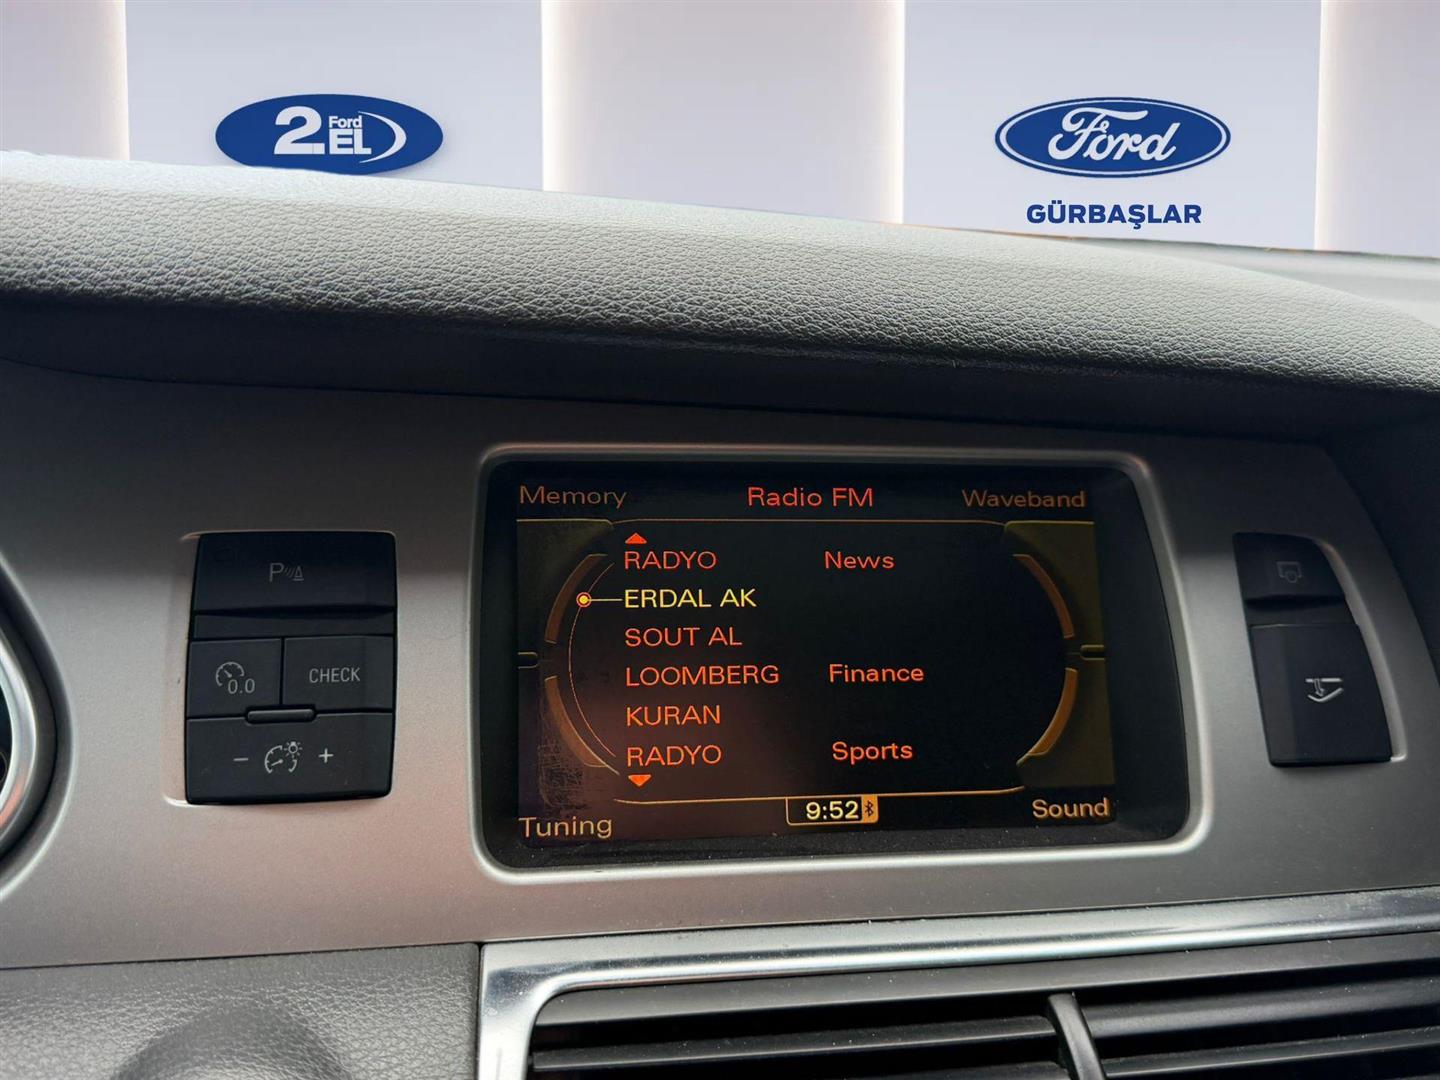 2 Ford EL
Ford
GÜRBAŞLAR
Memory Radio FM Waveband
RADYO News
ERDAL AK
SOUT AL
LOOMBERG Finance
KURAN
RADYO Sports
9:52
Tuning Sound
P
0.0 CHECK
- +